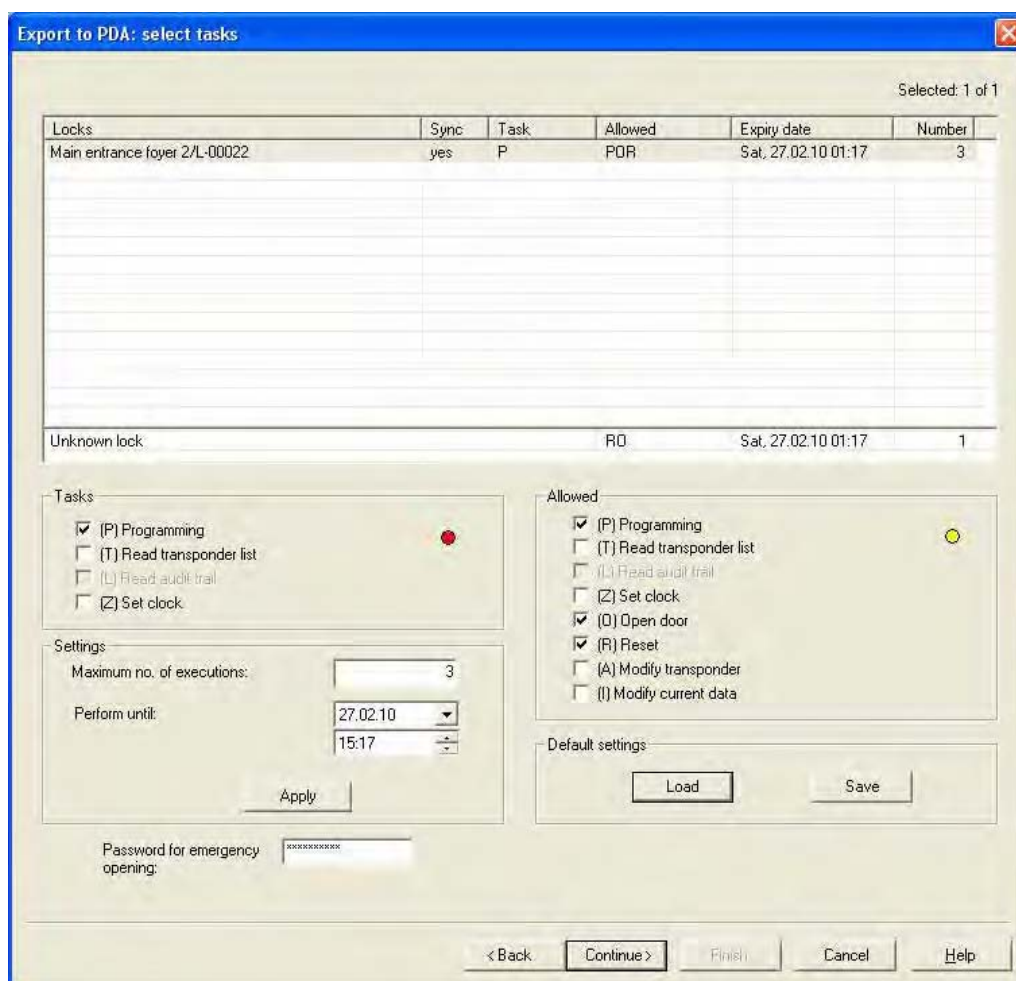 Export to PDA: select tasks
Selected: 1 of 1
Locks Sync Task Allowed Expiry date Number
Main entrance foyer 2/L-00022 yes P POR Sat, 27.02.10 01:17 3
Unknown lock RO Sat, 27.02.10 01:17 1
Tasks
(P) Programming
(T) Read transponder list
(L) Read audit trail
(Z) Set clock
Settings
Maximum no. of executions: 3
Perform until: 27.02.10
15:17
Apply
Allowed
(P) Programming
(T) Read transponder list
(L) Read audit trail
(Z) Set clock
(O) Open door
(R) Reset
(A) Modify transponder
(I) Modify current data
Default settings
Load Save
Password for emergency opening: **********
< Back Continue > Finish Cancel Help